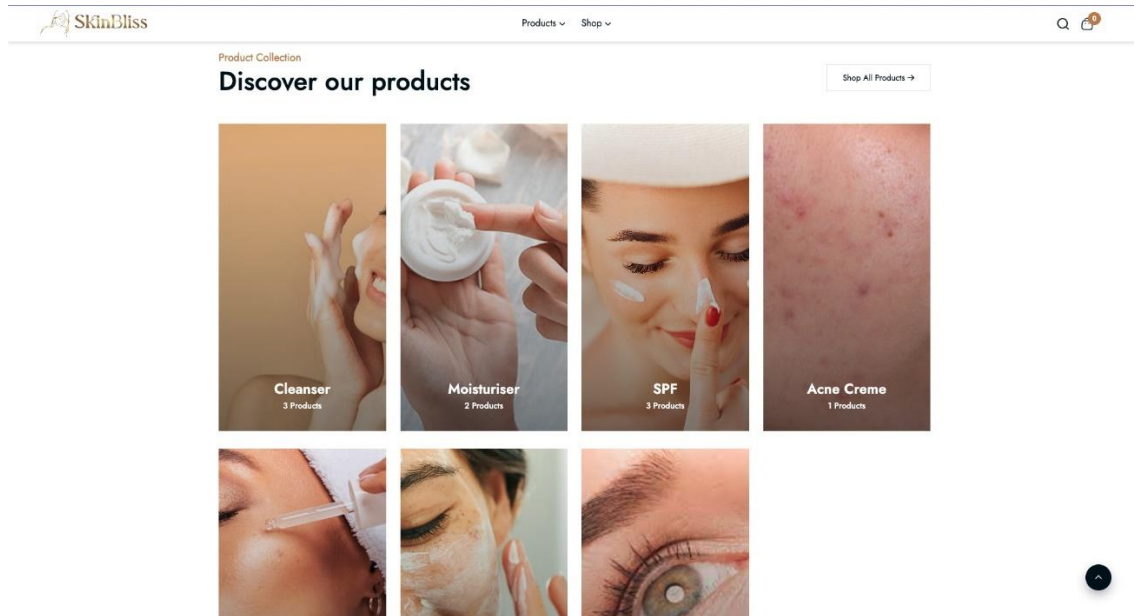 SkinBliss
Products
Shop
0
Product Collection
Discover our products
Shop All Products →
Cleanser
3 Products
Moisturiser
2 Products
SPF
3 Products
Acne Creme
1 Products